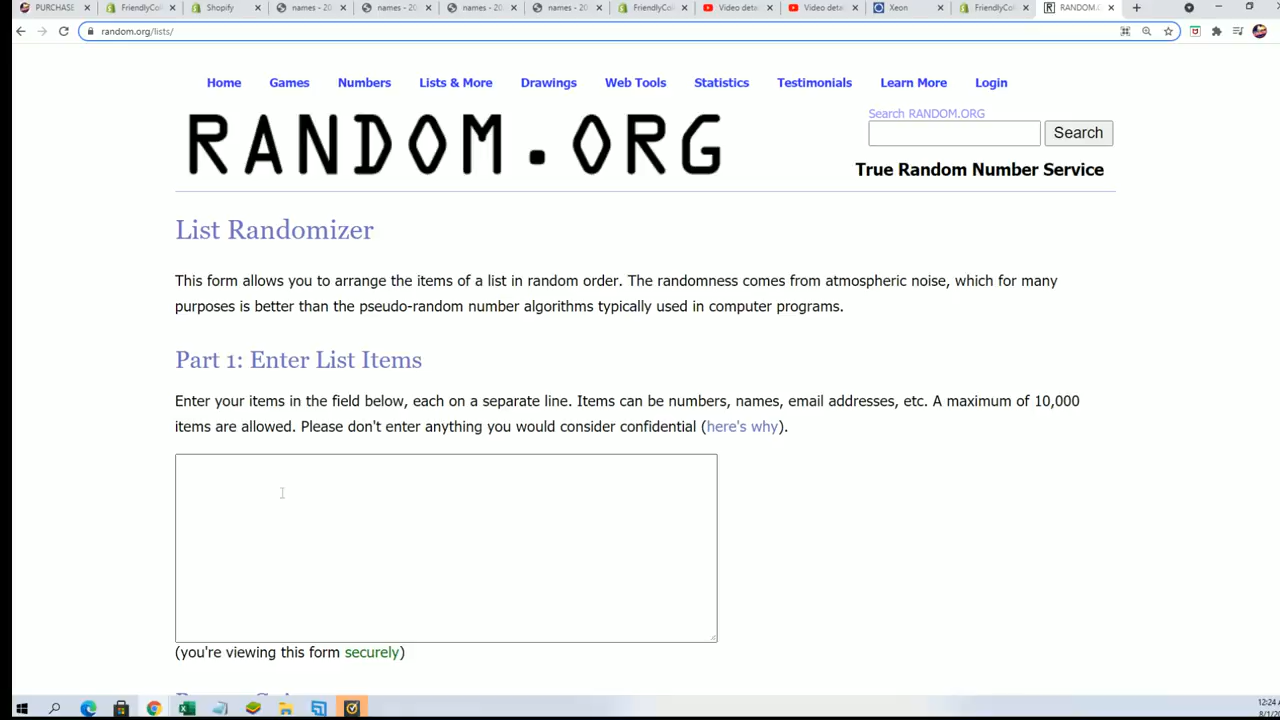 PURCHASE
FriendlyCo
Shopify
names - 20
names - 20
names - 20
names - 20
FriendlyCo
Video deta
Video deta
Xeon
FriendlyCo
RANDOM.O
random.org/lists/
Home Games Numbers Lists & More Drawings Web Tools Statistics Testimonials Learn More Login
RANDOM.ORG
Search RANDOM.ORG
Search
True Random Number Service
List Randomizer
This form allows you to arrange the items of a list in random order. The randomness comes from atmospheric noise, which for many
purposes is better than the pseudo-random number algorithms typically used in computer programs.
Part 1: Enter List Items
Enter your items in the field below, each on a separate line. Items can be numbers, names, email addresses, etc. A maximum of 10,000
items are allowed. Please don't enter anything you would consider confidential (here's why).
(you're viewing this form securely)
12:24
8/1/20